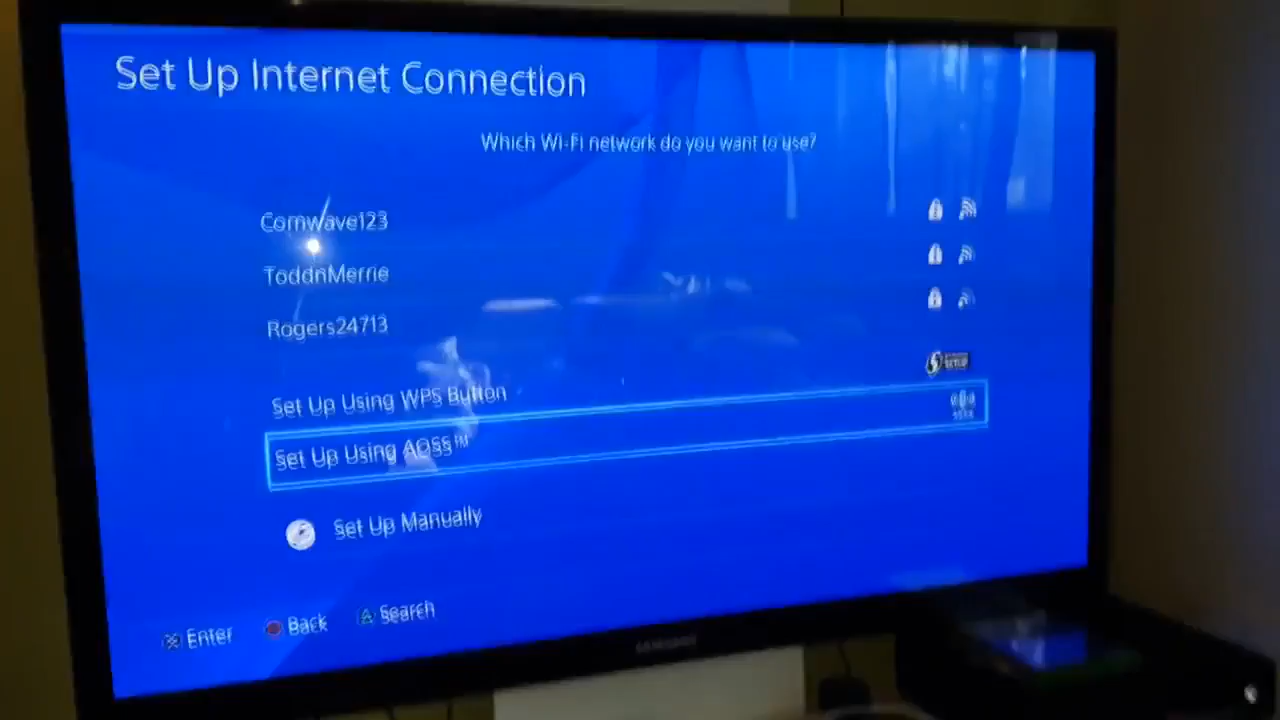 Set Up Internet Connection
Which Wi-Fi network do you want to use?
Comwave123
ToddnMerrie
Rogers24713
Set Up Using WPS Button
Set Up Using AOSS™
Set Up Manually
Enter Back Search
SAMSUNG